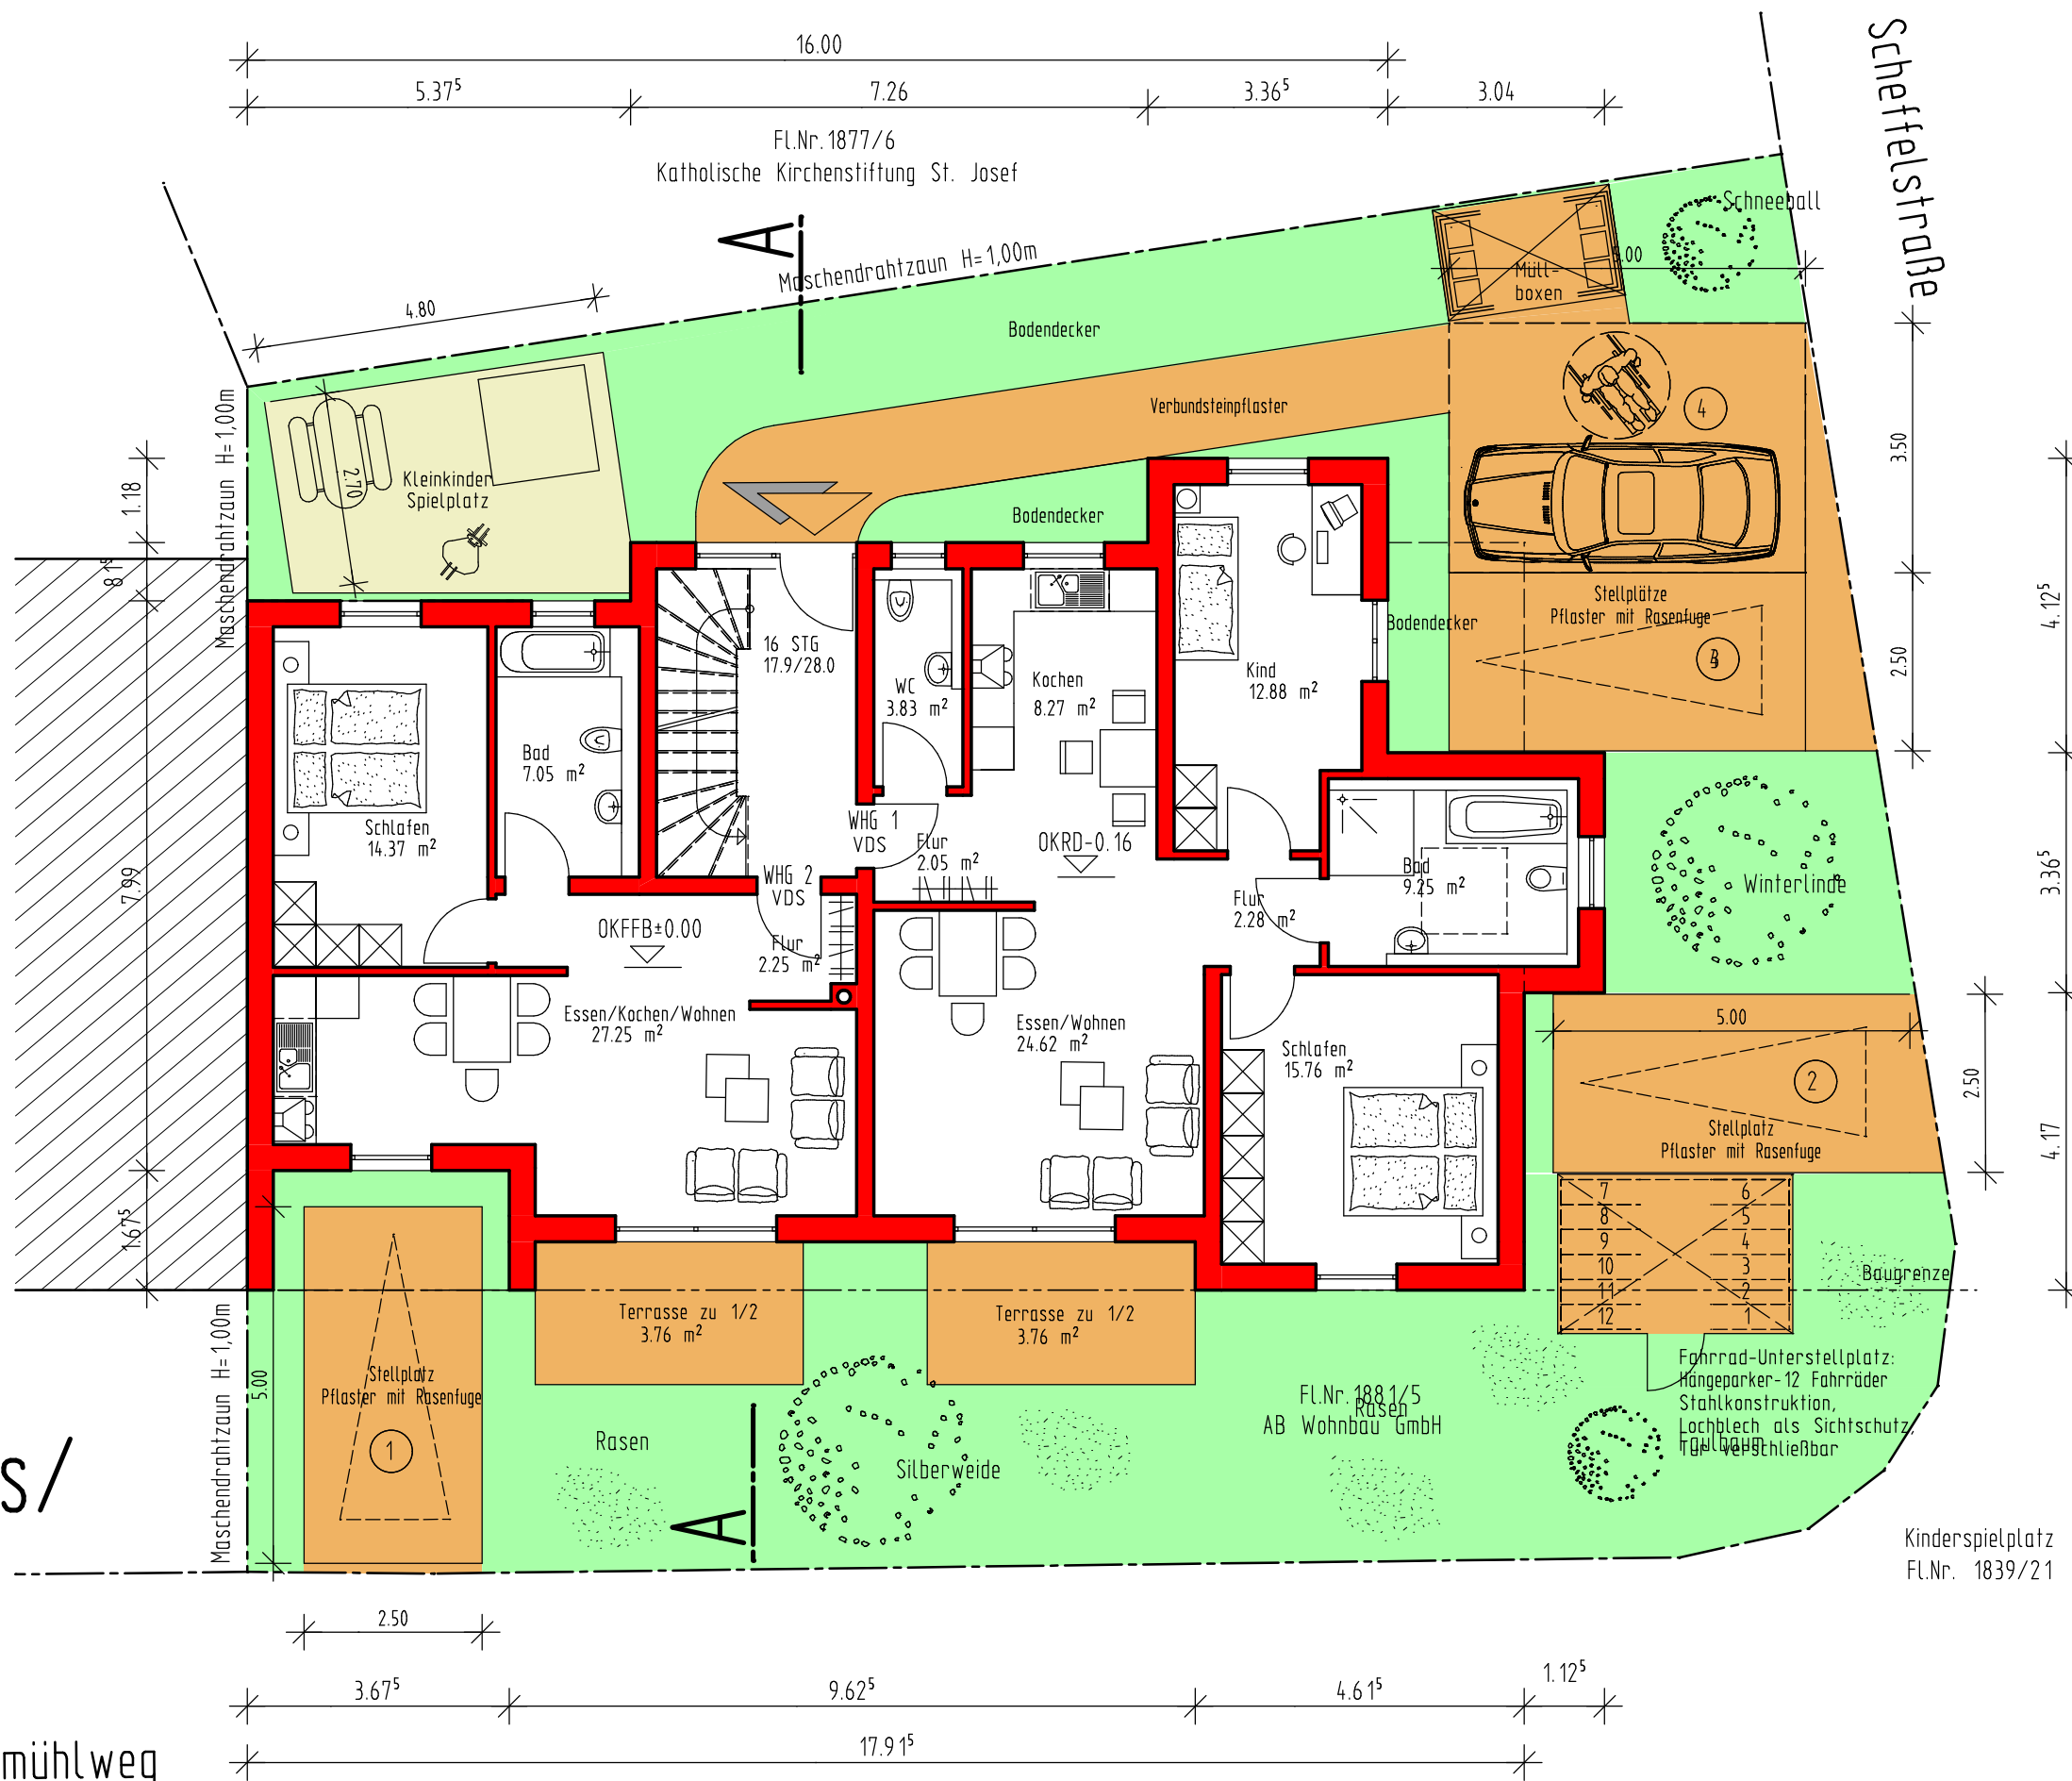 16.00
5.37⁵ 7.26 3.36⁵ 3.04
Fl.Nr. 1877/6
Katholische Kirchenstiftung St. Josef
Scheffelstraße
Schneeball
A
Maschendrahtzaun H=1,00m
5.00
Müll-
boxen
4.80
Bodendecker
Verbundsteinpflaster
4
3.50
Maschendrahtzaun H=1,00m
2.70
Kleinkinder
Spielplatz
1.18
Bodendecker
81⁵
Stellplätze
Pflaster mit Rasenfuge
Bodendecker
4.12⁵
3
2.50
16 STG
17.9/28.0
WC
3.83 m²
Kochen
8.27 m²
Kind
12.88 m²
Bad
7.05 m²
Schlafen
14.37 m²
WHG 1
VDS
Flur
2.05 m²
OKRD-0.16
WHG 2
VDS
Bad
9.25 m²
Winterlinde
3.36⁵
7.99
Flur
2.28 m²
OKFFB±0.00
Flur
2.25 m²
Essen/Kochen/Wohnen
27.25 m²
Essen/Wohnen
24.62 m²
Schlafen
15.76 m²
5.00
2
2.50
Stellplatz
Pflaster mit Rasenfuge
4.17
1.67⁵
7 6
8 5
9 4
10 3
11 2
12 1
Baugrenze
Terrasse zu 1/2
3.76 m²
Terrasse zu 1/2
3.76 m²
Maschendrahtzaun H=1,00m
5.00
Stellplatz
Pflaster mit Rasenfuge
1
Rasen
Silberweide
A
Fl.Nr. 1881/5
Rasen
AB Wohnbau GmbH
Fahrrad-Unterstellplatz:
Hängeparker-12 Fahrräder
Stahlkonstruktion,
Lochblech als Sichtschutz,
Tür verschließbar
Faulbaum
s/
Kinderspielplatz
Fl.Nr. 1839/21
2.50
3.67⁵ 9.62⁵ 4.61⁵ 1.12⁵
17.91⁵
mühlweg